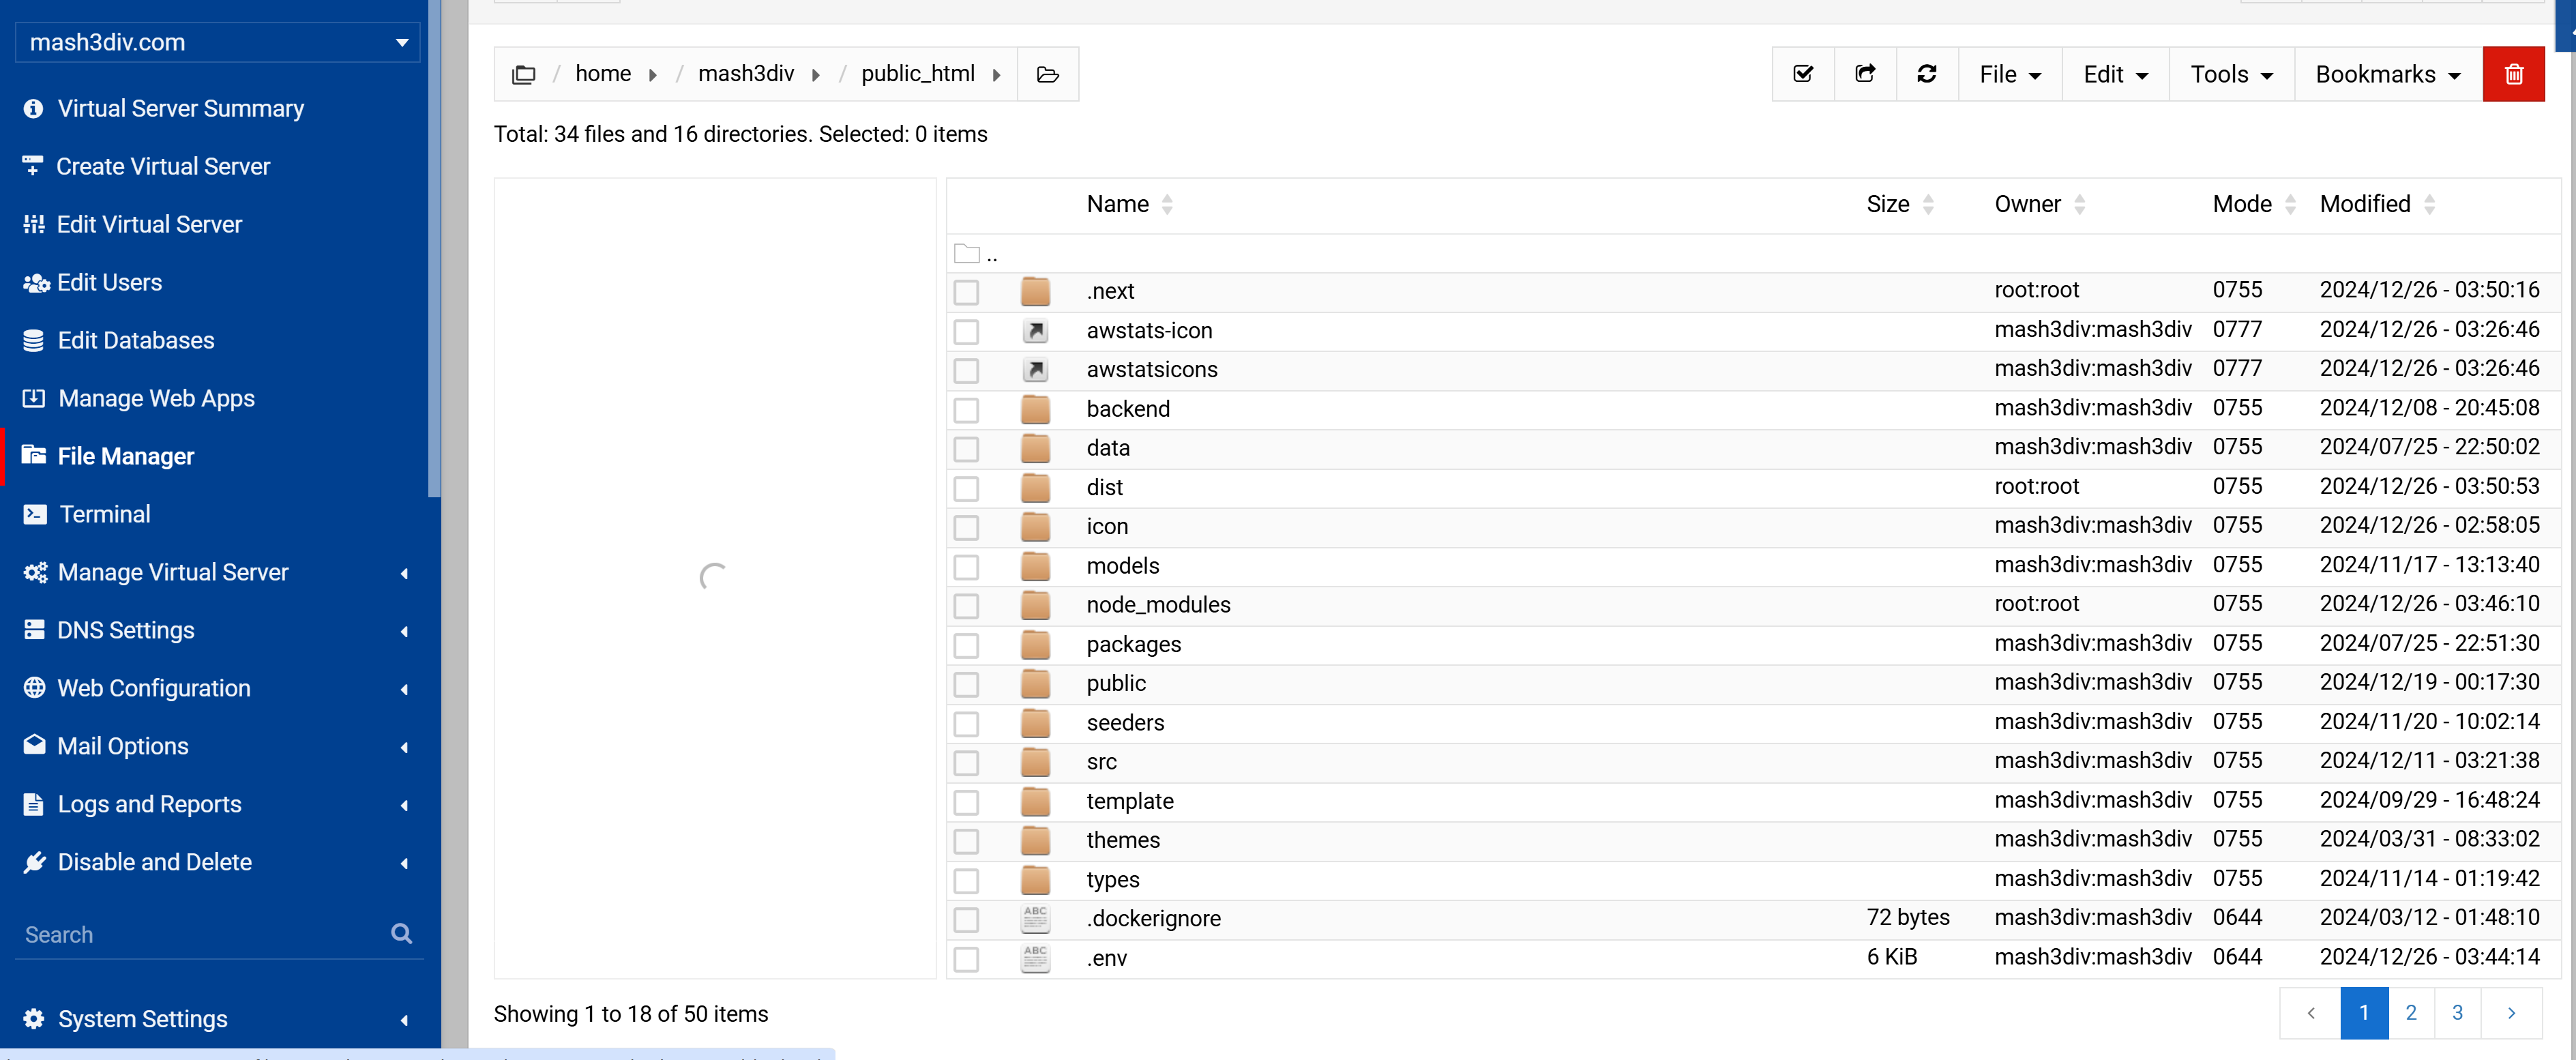 mash3div.com
Virtual Server Summary
Create Virtual Server
Edit Virtual Server
Edit Users
Edit Databases
Manage Web Apps
File Manager
Terminal
Manage Virtual Server
DNS Settings
Web Configuration
Mail Options
Logs and Reports
Disable and Delete
Search
System Settings
/ home / mash3div / public_html
File Edit Tools Bookmarks
Total: 34 files and 16 directories. Selected: 0 items
Name Size Owner Mode Modified
..
.next root:root 0755 2024/12/26 - 03:50:16
awstats-icon mash3div:mash3div 0777 2024/12/26 - 03:26:46
awstatsicons mash3div:mash3div 0777 2024/12/26 - 03:26:46
backend mash3div:mash3div 0755 2024/12/08 - 20:45:08
data mash3div:mash3div 0755 2024/07/25 - 22:50:02
dist root:root 0755 2024/12/26 - 03:50:53
icon mash3div:mash3div 0755 2024/12/26 - 02:58:05
models mash3div:mash3div 0755 2024/11/17 - 13:13:40
node_modules root:root 0755 2024/12/26 - 03:46:10
packages mash3div:mash3div 0755 2024/07/25 - 22:51:30
public mash3div:mash3div 0755 2024/12/19 - 00:17:30
seeders mash3div:mash3div 0755 2024/11/20 - 10:02:14
src mash3div:mash3div 0755 2024/12/11 - 03:21:38
template mash3div:mash3div 0755 2024/09/29 - 16:48:24
themes mash3div:mash3div 0755 2024/03/31 - 08:33:02
types mash3div:mash3div 0755 2024/11/14 - 01:19:42
ABC .dockerignore 72 bytes mash3div:mash3div 0644 2024/03/12 - 01:48:10
ABC .env 6 KiB mash3div:mash3div 0644 2024/12/26 - 03:44:14
Showing 1 to 18 of 50 items
‹ 1 2 3 ›